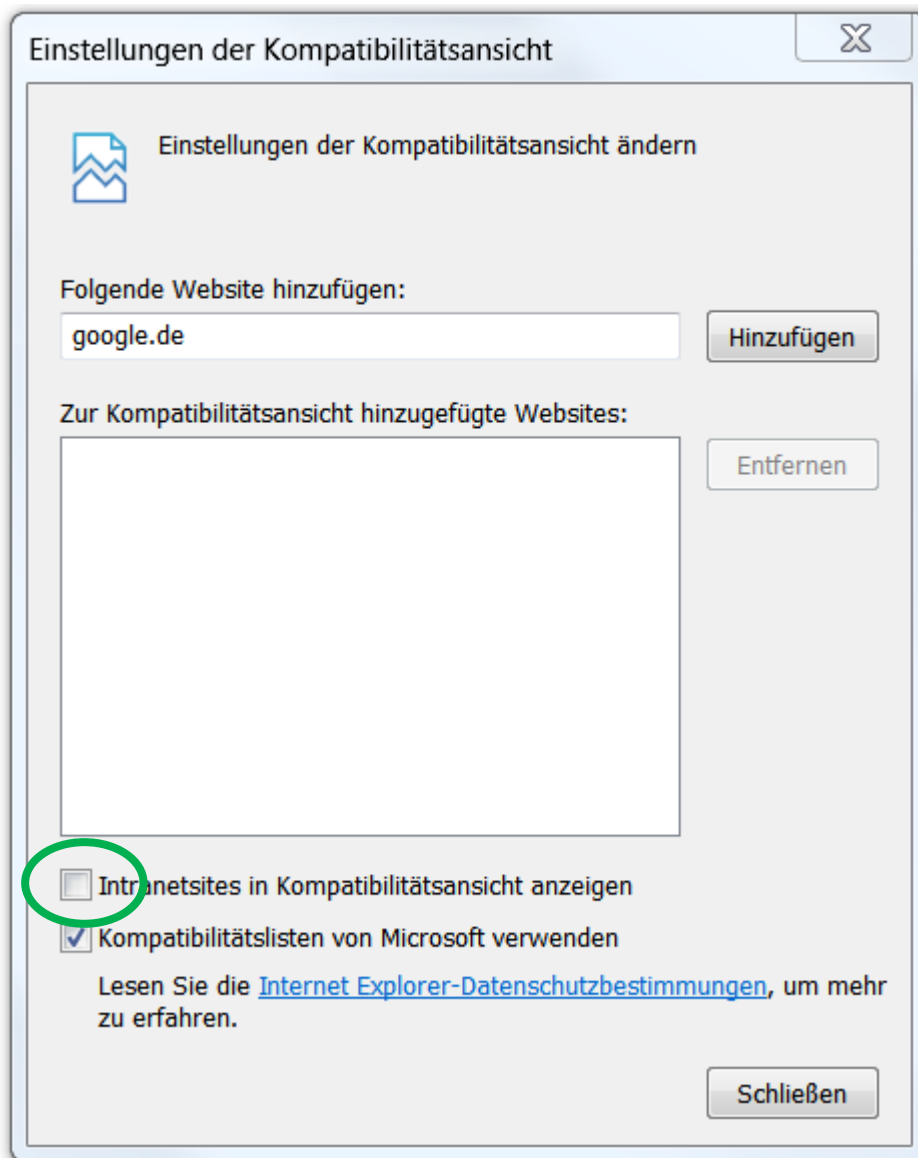 Einstellungen der Kompatibilitätsansicht
Einstellungen der Kompatibilitätsansicht ändern
Folgende Website hinzufügen:
google.de
Hinzufügen
Zur Kompatibilitätsansicht hinzugefügte Websites:
Entfernen
Intranetsites in Kompatibilitätsansicht anzeigen
Kompatibilitätslisten von Microsoft verwenden
Lesen Sie die Internet Explorer-Datenschutzbestimmungen, um mehr
zu erfahren.
Schließen